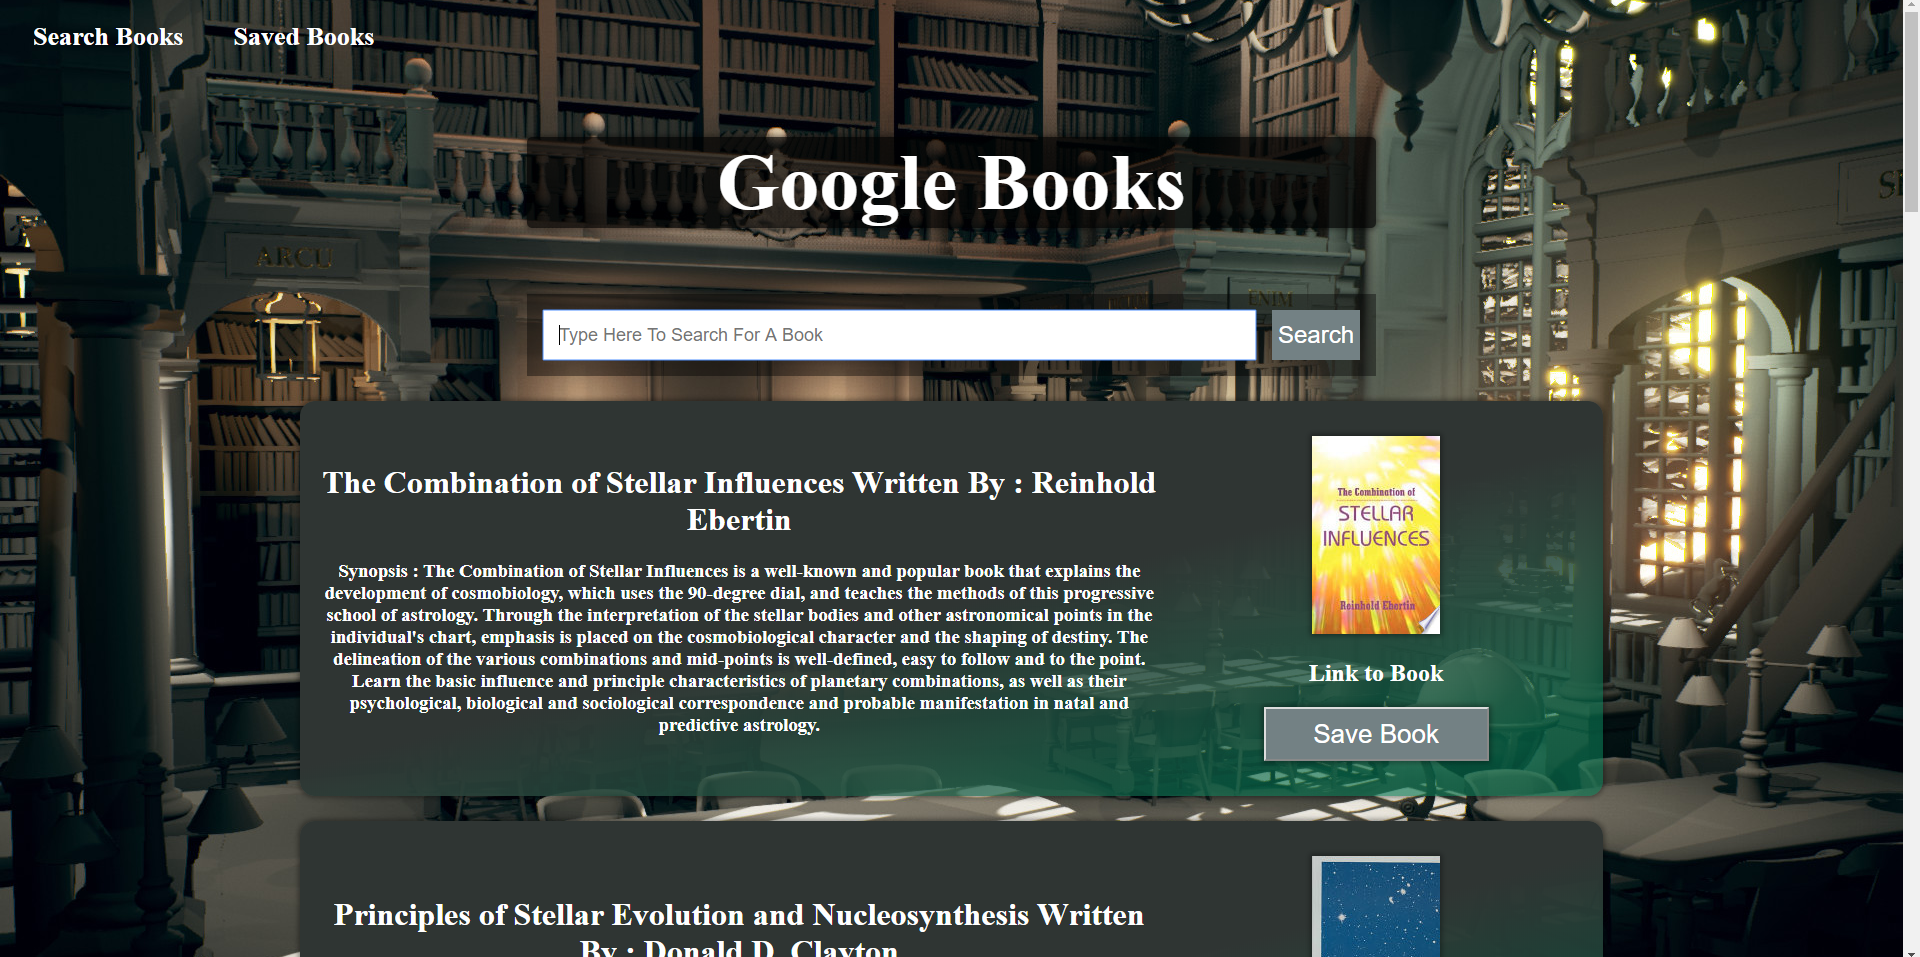 Search Books
Saved Books
Google Books
ARCU
ENIM
Type Here To Search For A Book
Search
The Combination of Stellar Influences Written By : Reinhold
Ebertin
Synopsis : The Combination of Stellar Influences is a well-known and popular book that explains the
development of cosmobiology, which uses the 90-degree dial, and teaches the methods of this progressive
school of astrology. Through the interpretation of the stellar bodies and other astronomical points in the
individual's chart, emphasis is placed on the cosmobiological character and the shaping of destiny. The
delineation of the various combinations and mid-points is well-defined, easy to follow and to the point.
Learn the basic influence and principle characteristics of planetary combinations, as well as their
psychological, biological and sociological correspondence and probable manifestation in natal and
predictive astrology.
The Combination of
STELLAR
INFLUENCES
Reinhold Ebertin
Link to Book
Save Book
Principles of Stellar Evolution and Nucleosynthesis Written
By : Donald D. Clayton